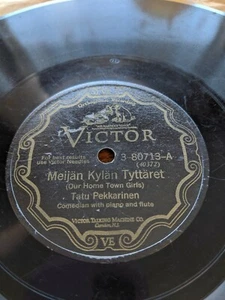 VICTOR
For best results
use Victor Needles
3-80713-A
(40372)
Meijän Kylän Tyttäret
(Our Home Town Girls)
Tatu Pekkarinen
Comedian with piano and flute
VICTOR TALKING MACHINE CO.
Camden, N.J.
VE